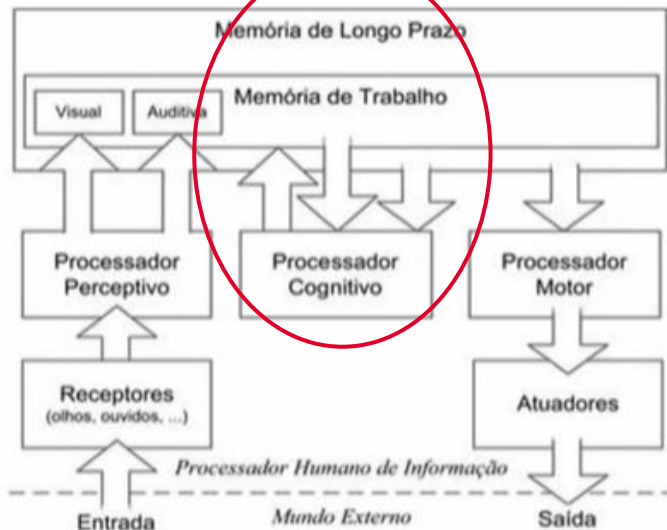 Memória de Longo Prazo
Memória de Trabalho
Visual
Auditiva
Processador
Perceptivo
Processador
Cognitivo
Processador
Motor
Receptores
(olhos, ouvidos, ...)
Atuadores
Processador Humano de Informação
Entrada
Mundo Externo
Saída